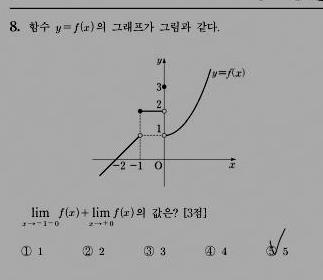 8. 함수 y=f(x)의 그래프가 그림과 같다.
y
y=f(x)
3
2
1
-2 -1 O x
lim f(x)+lim f(x)의 값은? [3점]
x→-1-0 x→+0
① 1 ② 2 ③ 3 ④ 4 ⑤ 5